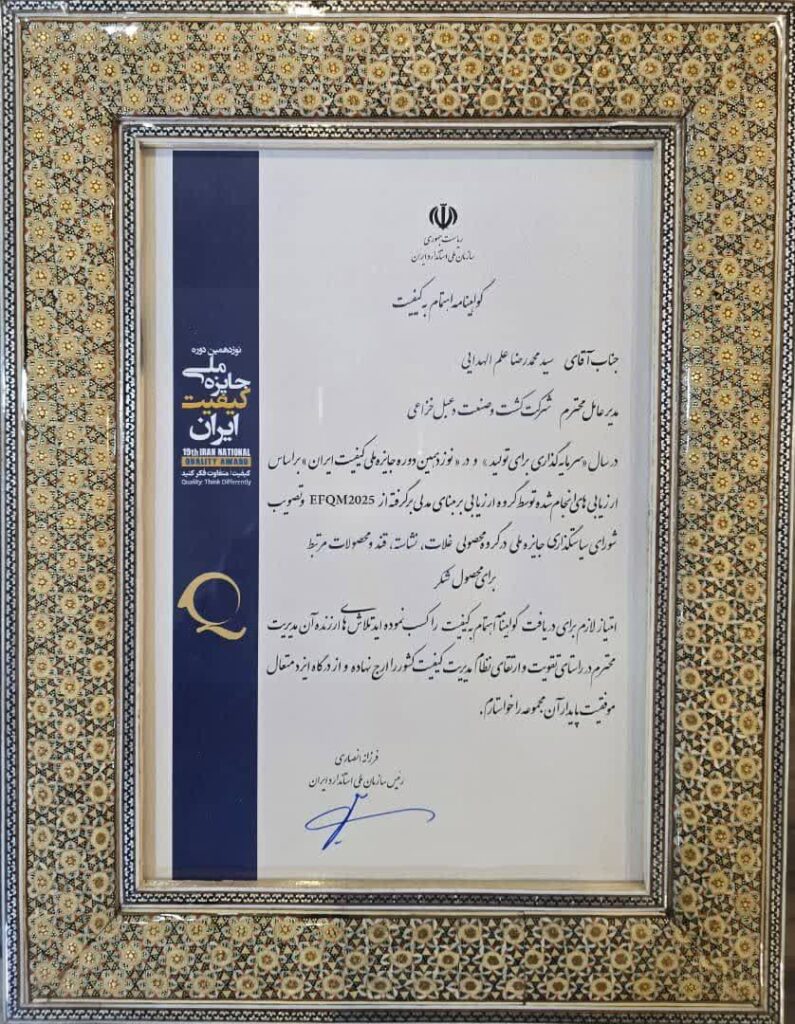 ریاست جمهوری
سازمان ملی استاندارد ایران
گواهینامه اهتمام به کیفیت
جناب آقای سید محمدرضا علم الهدایی
مدیر عامل محترم شرکت کشت و صنعت دعبل خزاعی
در سال «سرمایه گذاری برای تولید» و در «نوزدهمین دوره جایزه ملی کیفیت ایران» براساس
ارزیابی های انجام شده توسط گروه ارزیابی بر مبنای مدلی برگرفته از EFQM2025 و تصویب
شورای سیاستگذاری جایزه ملی در گروه محصولی غلات، نشاسته، قند و محصولات مرتبط
برای محصول شکر
امتیاز لازم برای دریافت گواهینامه اهتمام به کیفیت را کسب نموده اید تلاش های ارزنده آن مدیریت
محترم در راستای تقویت و ارتقای نظام مدیریت کیفیت کشور را ارج نهاده و از درگاه ایزد متعال
موفقیت پایدار آن مجموعه را خواستارم.
فرزانه انصاری
رئیس سازمان ملی استاندارد ایران
نوزدهمین دوره
جایزه ملی
کیفیت
ایران
19th IRAN NATIONAL
QUALITY AWARD
کیفیت؛ متفاوت فکر کنید
Quality: Think Differently
Q